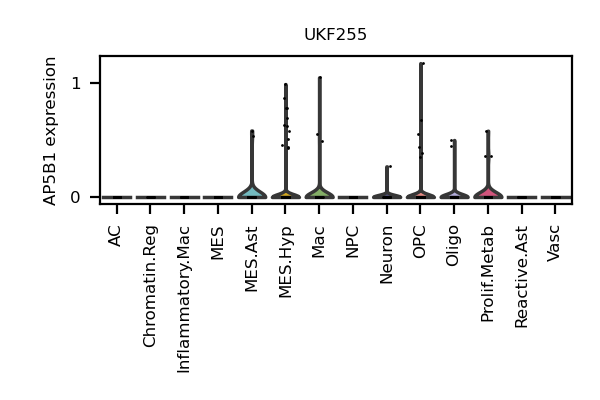 UKF255
AP5B1 expression
1
0
AC
Chromatin.Reg
Inflammatory.Mac
MES
MES.Ast
MES.Hyp
Mac
NPC
Neuron
OPC
Oligo
Prolif.Metab
Reactive.Ast
Vasc